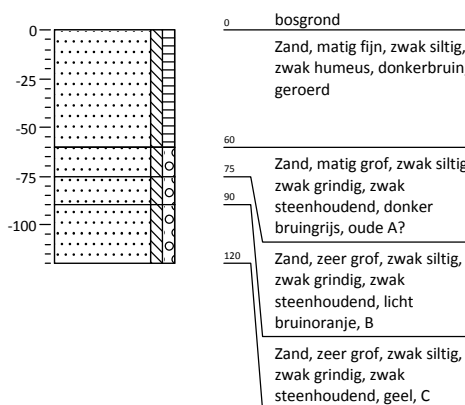 0
-25
-50
-75
-100
0
bosgrond
Zand, matig fijn, zwak siltig,
zwak humeus, donkerbruin,
geroerd
60
Zand, matig grof, zwak siltig
zwak grindig, zwak
steenhoudend, donker
bruingrijs, oude A?
75
Zand, zeer grof, zwak siltig,
zwak grindig, zwak
steenhoudend, licht
bruinoranje, B
90
Zand, zeer grof, zwak siltig,
zwak grindig, zwak
steenhoudend, geel, C
120